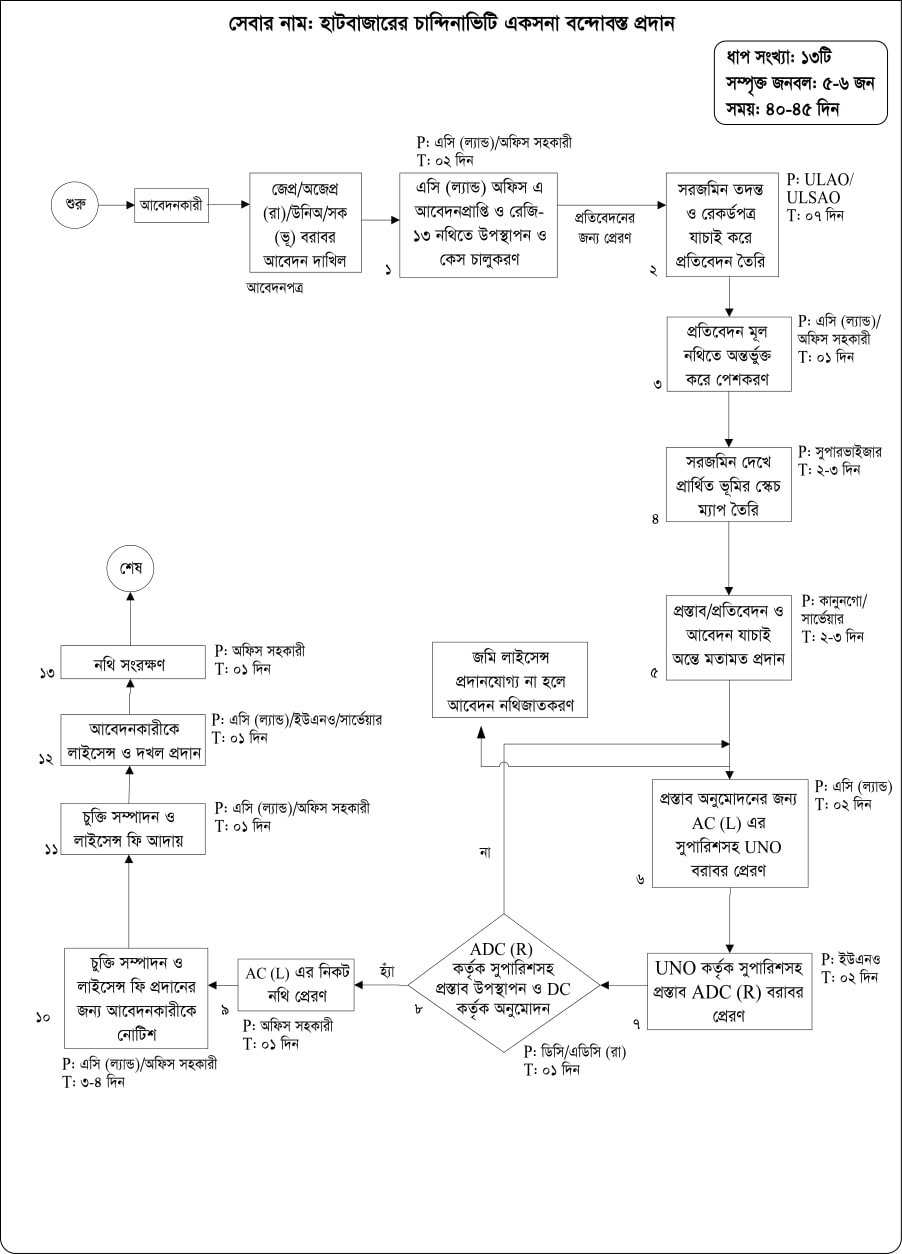 সেবার নাম: হাটবাজারের চান্দিনাভিটি একসনা বন্দোবস্ত প্রদান
ধাপ সংখ্যা: ১৩টি
সম্পৃক্ত জনবল: ৫-৬ জন
সময়: ৪০-৪৫ দিন
শুরু
আবেদনকারী
জেপ্র/অজেপ্র
(রা)/উনিঅ/সক
(ভূ) বরাবর
আবেদন দাখিল
আবেদনপত্র
P: এসি (ল্যান্ড)/অফিস সহকারী
T: ০২ দিন
এসি (ল্যান্ড) অফিস এ
আবেদনপ্রাপ্তি ও রেজি-
১৩ নথিতে উপস্থাপন ও
কেস চালুকরণ
১
প্রতিবেদনের
জন্য প্রেরণ
সরজমিন তদন্ত
ও রেকর্ডপত্র
যাচাই করে
প্রতিবেদন তৈরি
২
P: ULAO/
ULSAO
T: ০৭ দিন
প্রতিবেদন মূল
নথিতে অন্তর্ভুক্ত
করে পেশকরণ
৩
P: এসি (ল্যান্ড)/
অফিস সহকারী
T: ০১ দিন
সরজমিন দেখে
প্রার্থিত ভূমির স্কেচ
ম্যাপ তৈরি
৪
P: সুপারভাইজার
T: ২-৩ দিন
প্রস্তাব/প্রতিবেদন ও
আবেদন যাচাই
অন্তে মতামত প্রদান
৫
P: কানুনগো/
সার্ভেয়ার
T: ২-৩ দিন
জমি লাইসেন্স
প্রদানযোগ্য না হলে
আবেদন নথিজাতকরণ
প্রস্তাব অনুমোদনের জন্য
AC (L) এর
সুপারিশসহ UNO
বরাবর প্রেরণ
৬
P: এসি (ল্যান্ড)
T: ০২ দিন
UNO কর্তৃক সুপারিশসহ
প্রস্তাব ADC (R) বরাবর
প্রেরণ
৭
P: ইউএনও
T: ০২ দিন
না
ADC (R)
কর্তৃক সুপারিশসহ
প্রস্তাব উপস্থাপন ও DC
কর্তৃক অনুমোদন
৮
P: ডিসি/এডিসি (রা)
T: ০১ দিন
হ্যাঁ
AC (L) এর নিকট
নথি প্রেরণ
৯
P: অফিস সহকারী
T: ০১ দিন
চুক্তি সম্পাদন ও
লাইসেন্স ফি প্রদানের
জন্য আবেদনকারীকে
নোটিশ
১০
P: এসি (ল্যান্ড)/অফিস সহকারী
T: ৩-৪ দিন
চুক্তি সম্পাদন ও
লাইসেন্স ফি আদায়
১১
P: এসি (ল্যান্ড)/অফিস সহকারী
T: ০১ দিন
আবেদনকারীকে
লাইসেন্স ও দখল প্রদান
১২
P: এসি (ল্যান্ড)/ইউএনও/সার্ভেয়ার
T: ০১ দিন
নথি সংরক্ষণ
১৩
P: অফিস সহকারী
T: ০১ দিন
শেষ